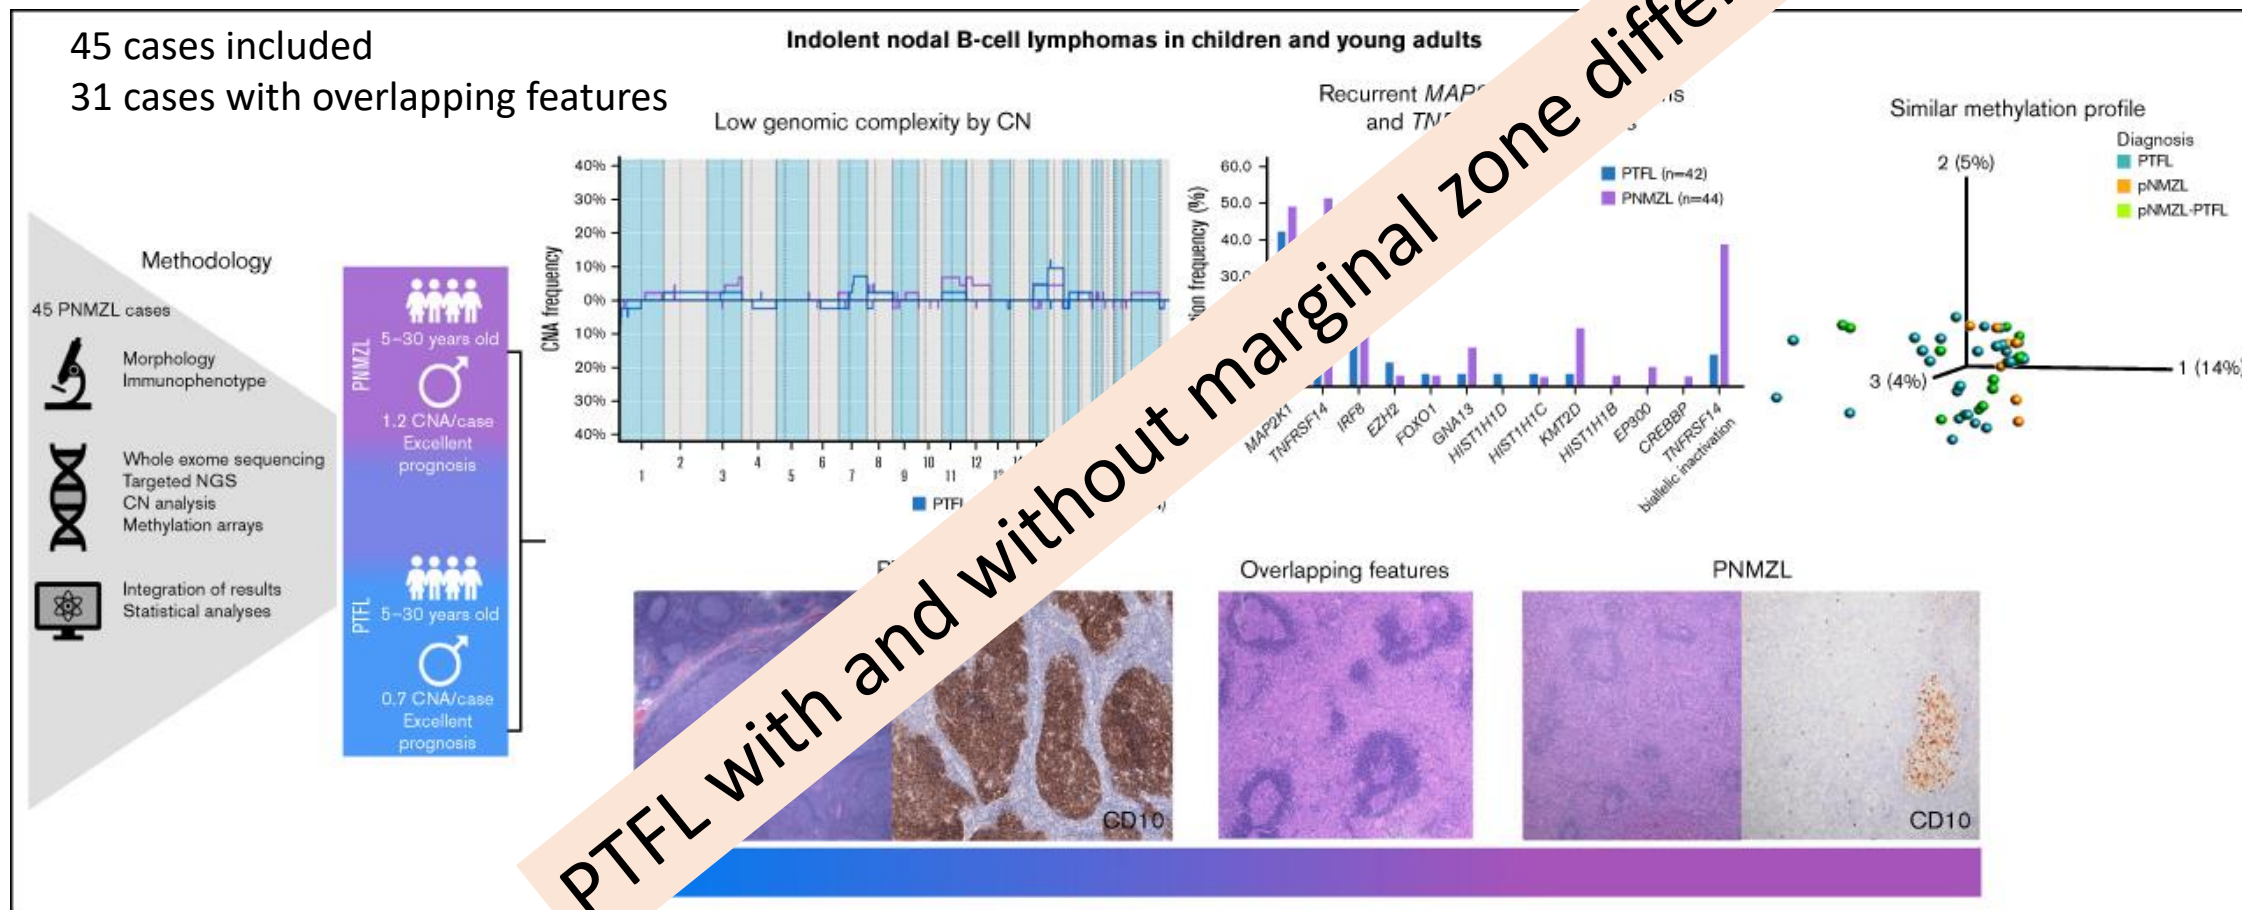 45 cases included
31 cases with overlapping features
Indolent nodal B-cell lymphomas in children and young adults
Methodology
45 PNMZL cases
Morphology
Immunophenotype
Whole exome sequencing
Targeted NGS
CN analysis
Methylation arrays
Integration of results
Statistical analyses
PNMZL
5–30 years old
1.2 CNA/case
Excellent
prognosis
PTFL
5–30 years old
0.7 CNA/case
Excellent
prognosis
Low genomic complexity by CN
CNA frequency
40%
30%
20%
10%
0%
10%
20%
30%
40%
1 2 3 4 5 6 7 8 9 10 11 12
PTFL
Recurrent
and
60.0
50.0
40.0
30.0
frequency (%)
PTFL (n=42)
PNMZL (n=44)
MAP2K1
TNFRSF14
IRF8
EZH2
FOXO1
GNA13
HIST1H1D
HIST1H1C
KMT2D
HIST1H1B
EP300
CREBBP
TNFRSF14
biallelic inactivation
Similar methylation profile
Diagnosis
PTFL
pNMZL
pNMZL-PTFL
2 (5%)
1 (14%)
3 (4%)
PTFL with and without marginal zone
CD10
Overlapping features
PNMZL
CD10